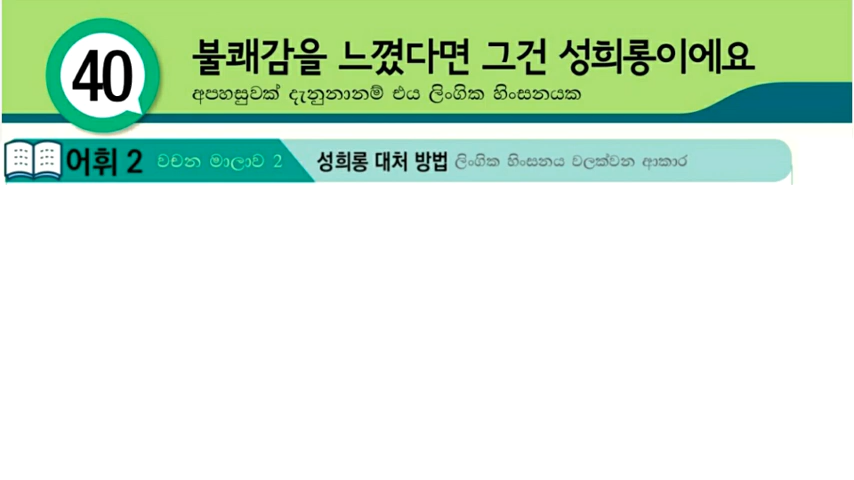 40
불쾌감을 느꼈다면 그건 성희롱이에요
අපහසුවක් දැනුනානම් එය ලිංගික හිංසනයක
어휘 2 වචන මාලාව 2 성희롱 대처 방법 ලිංගික හිංසනය වලක්වන ආකාර